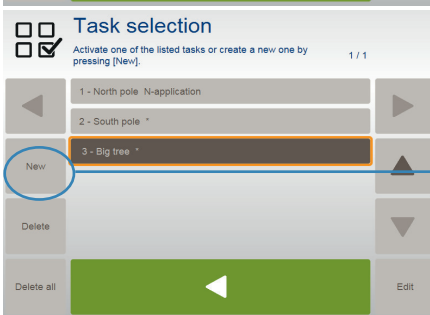 Task selection
Activate one of the listed tasks or create a new one by
pressing [New].
1 / 1
1 - North pole N-application
2 - South pole *
3 - Big tree *
New
Delete
Delete all
Edit